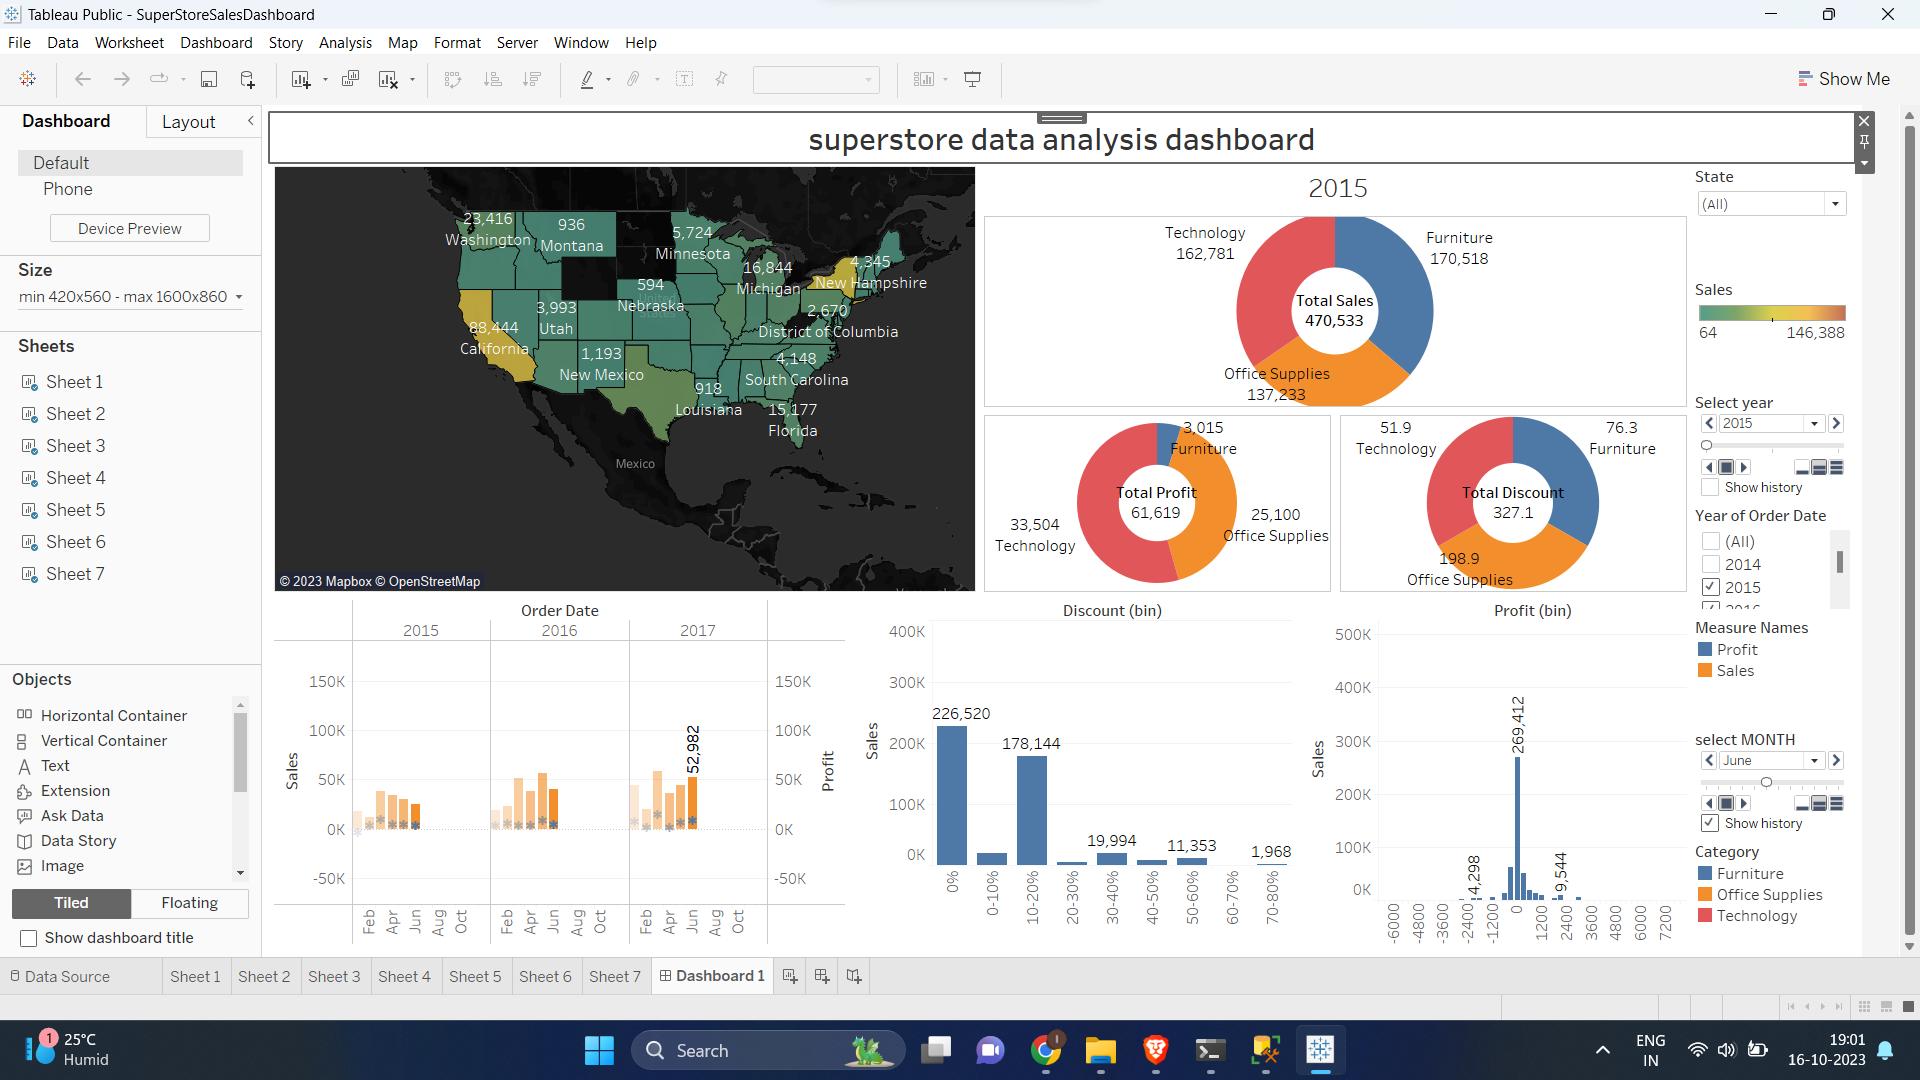 Tableau Public - SuperStoreSalesDashboard
File Data Worksheet Dashboard Story Analysis Map Format Server Window Help
Show Me
Dashboard Layout
Default
Phone
Device Preview
Size
min 420x560 - max 1600x860
Sheets
Sheet 1
Sheet 2
Sheet 3
Sheet 4
Sheet 5
Sheet 6
Sheet 7
Objects
Horizontal Container
Vertical Container
Text
Extension
Ask Data
Data Story
Image
Tiled Floating
Show dashboard title
superstore data analysis dashboard
23,416
Washington
936
Montana
5,724
Minnesota
16,844
Michigan
4,345
New Hampshire
594
Nebraska
United States
3,993
Utah
2,670
District of Columbia
88,444
California
1,193
New Mexico
4,148
South Carolina
918
Louisiana
15,177
Florida
Mexico
© 2023 Mapbox © OpenStreetMap
2015
Technology
162,781
Furniture
170,518
Total Sales
470,533
Office Supplies
137,233
3,015
Furniture
Total Profit
61,619
33,504
Technology
25,100
Office Supplies
51.9
Technology
76.3
Furniture
Total Discount
327.1
198.9
Office Supplies
Order Date
2015 2016 2017
Sales
150K
100K
50K
0K
-50K
52,982
Profit
150K
100K
50K
0K
-50K
Feb Apr Jun Aug Oct Feb Apr Jun Aug Oct Feb Apr Jun Aug Oct
Discount (bin)
Sales
400K
300K
200K
100K
0K
226,520
178,144
19,994
11,353
1,968
0% 0-10% 10-20% 20-30% 30-40% 40-50% 50-60% 60-70% 70-80%
Profit (bin)
Sales
500K
400K
300K
200K
100K
0K
269,412
4,298
9,544
-6000 -4800 -3600 -2400 -1200 0 1200 2400 3600 4800 6000 7200
State
(All)
Sales
64 146,388
Select year
2015
Show history
Year of Order Date
(All)
2014
2015
2016
Measure Names
Profit
Sales
select MONTH
June
Show history
Category
Furniture
Office Supplies
Technology
Data Source Sheet 1 Sheet 2 Sheet 3 Sheet 4 Sheet 5 Sheet 6 Sheet 7 Dashboard 1
1
25°C
Humid
Search
1
ENG
IN
19:01
16-10-2023